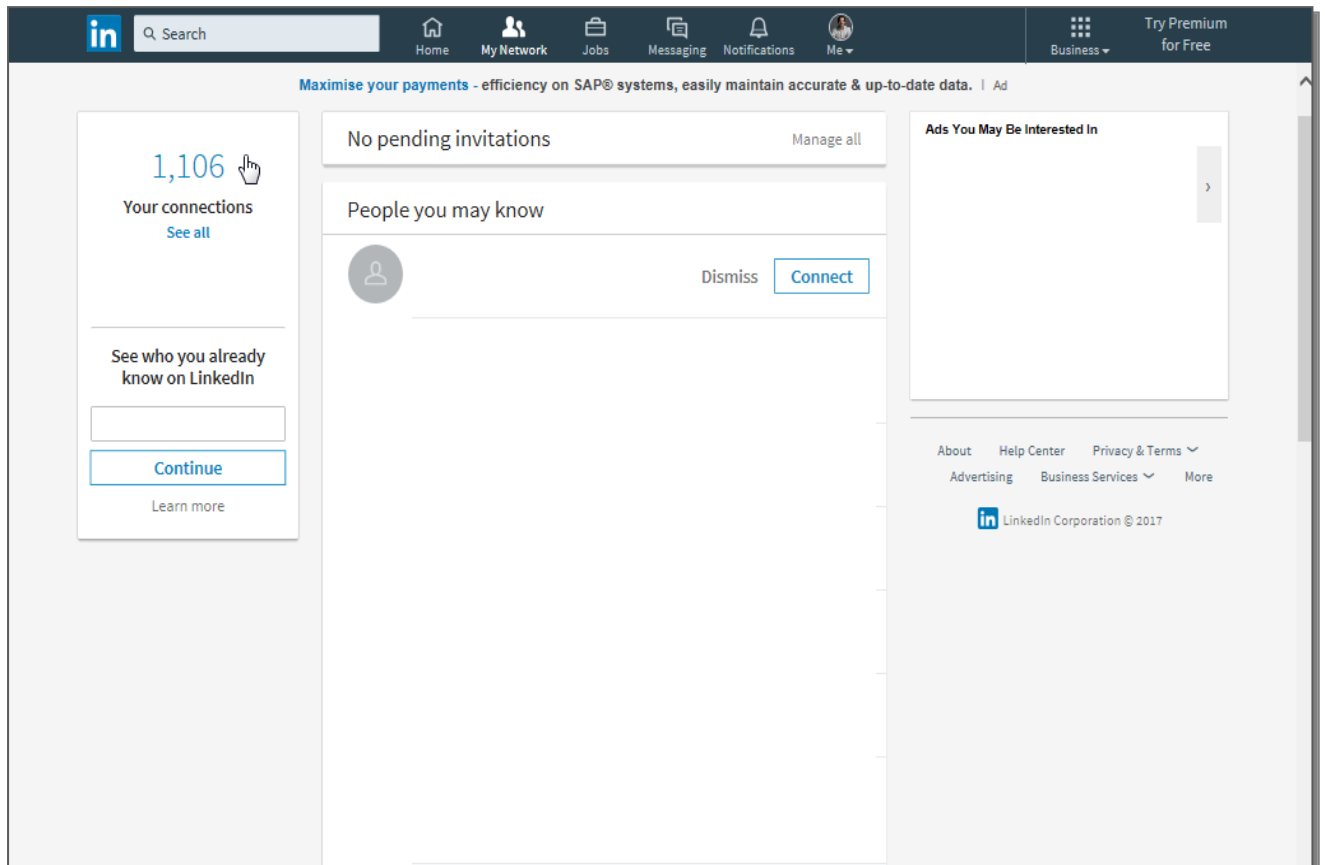 in
Search
Home
My Network
Jobs
Messaging
Notifications
Me
Business
Try Premium
for Free
Maximise your payments - efficiency on SAP® systems, easily maintain accurate & up-to-date data. | Ad
1,106
Your connections
See all
See who you already
know on LinkedIn
Continue
Learn more
No pending invitations
Manage all
People you may know
Dismiss
Connect
Ads You May Be Interested In
About Help Center Privacy & Terms
Advertising Business Services More
in LinkedIn Corporation © 2017